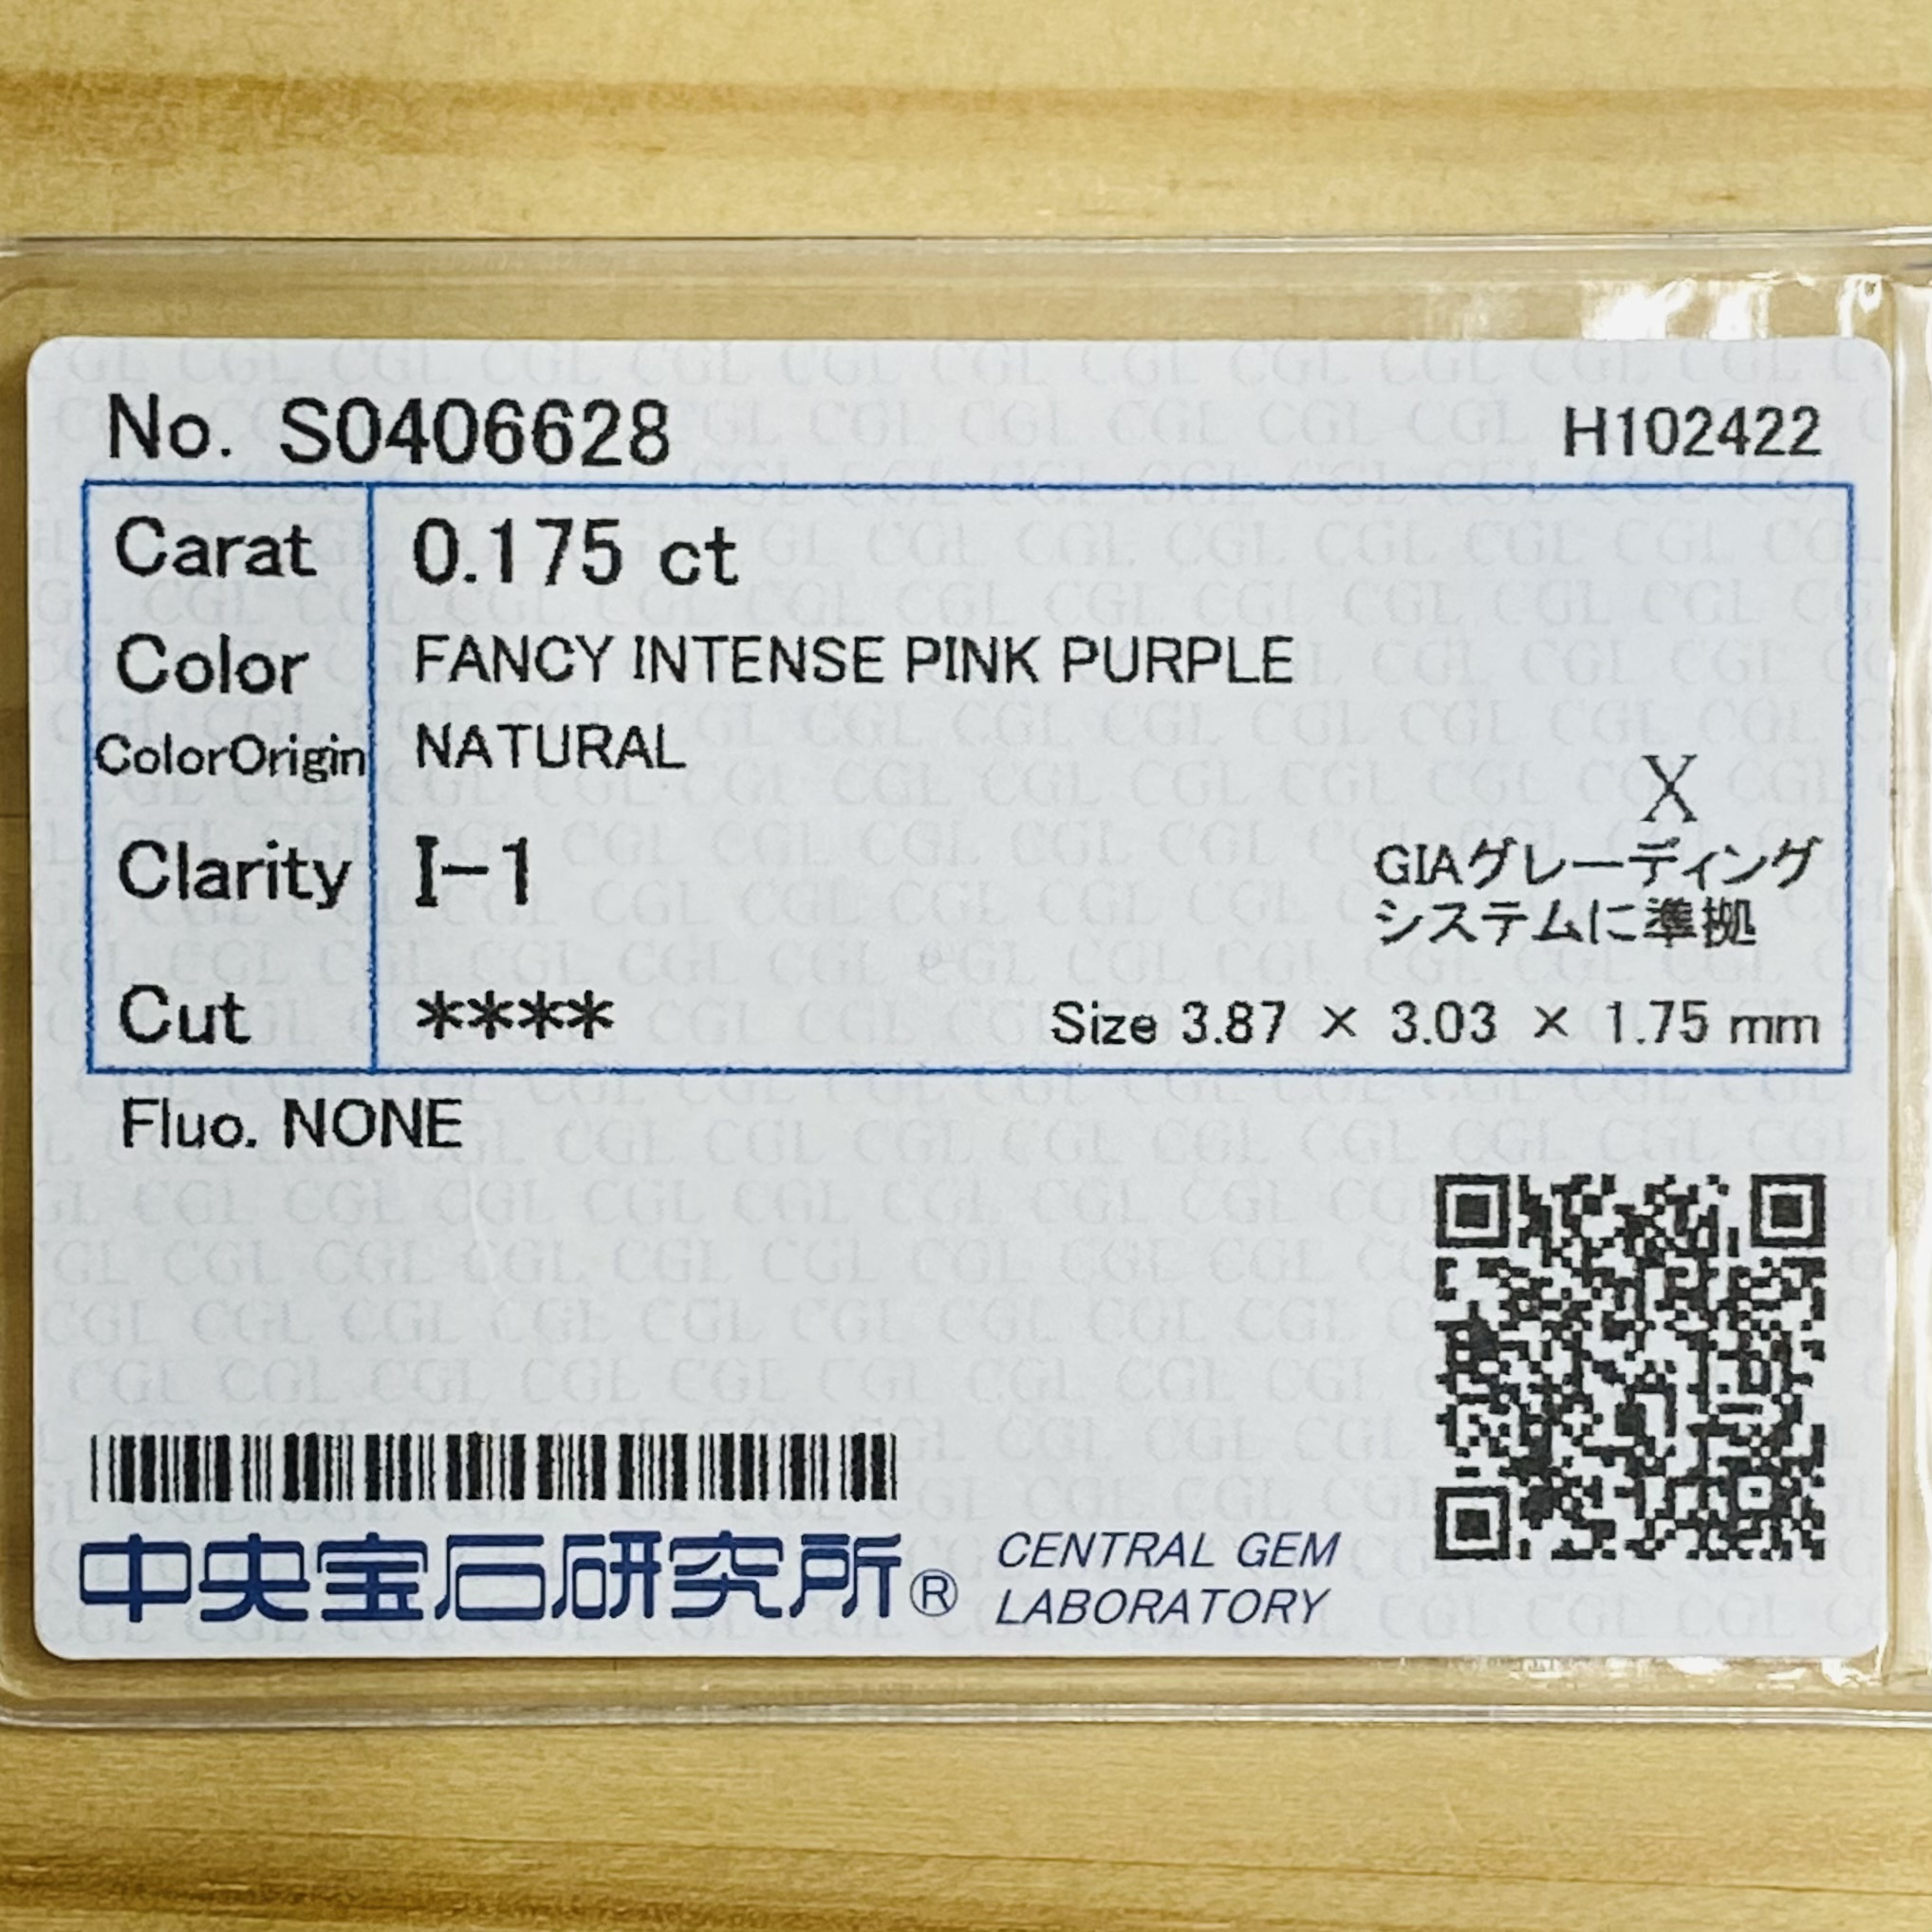 No. S0406628
H102422
Carat 0.175 ct
Color FANCY INTENSE PINK PURPLE
ColorOrigin NATURAL
X
Clarity I-1
GIAグレーディング
システムに準拠
Cut ****
Size 3.87 × 3.03 × 1.75 mm
Fluo. NONE
中央宝石研究所®
CENTRAL GEM
LABORATORY